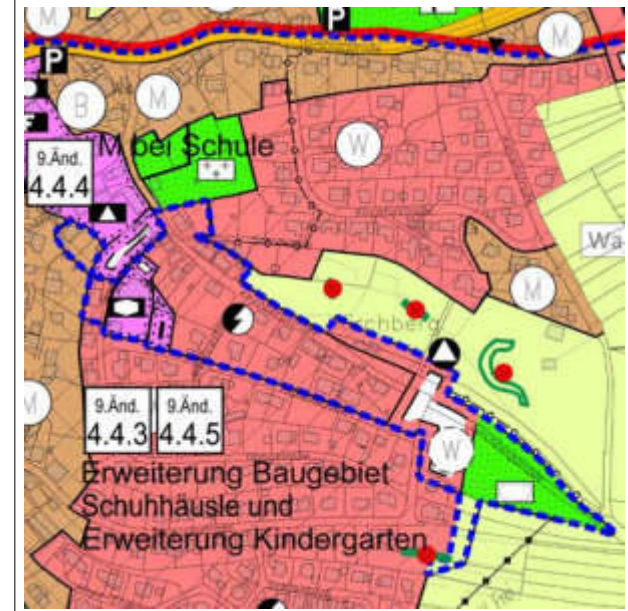 M
P
M
P
M
B
W
M bei Schule
9.Änd.
4.4.4
Wa
M
Kirchberg
M
9.Änd. 9.Änd.
4.4.3 4.4.5
W
Erweiterung Baugebiet
Schuhhäusle und
Erweiterung Kindergarten